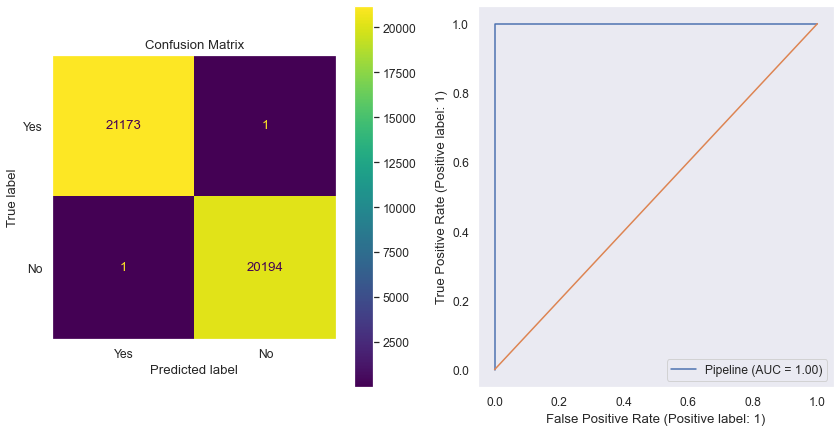 Confusion Matrix
True label
Yes
No
21173
1
1
20194
Yes
No
Predicted label
20000
17500
15000
12500
10000
7500
5000
2500
True Positive Rate (Positive label: 1)
1.0
0.8
0.6
0.4
0.2
0.0
Pipeline (AUC = 1.00)
0.0
0.2
0.4
0.6
0.8
1.0
False Positive Rate (Positive label: 1)